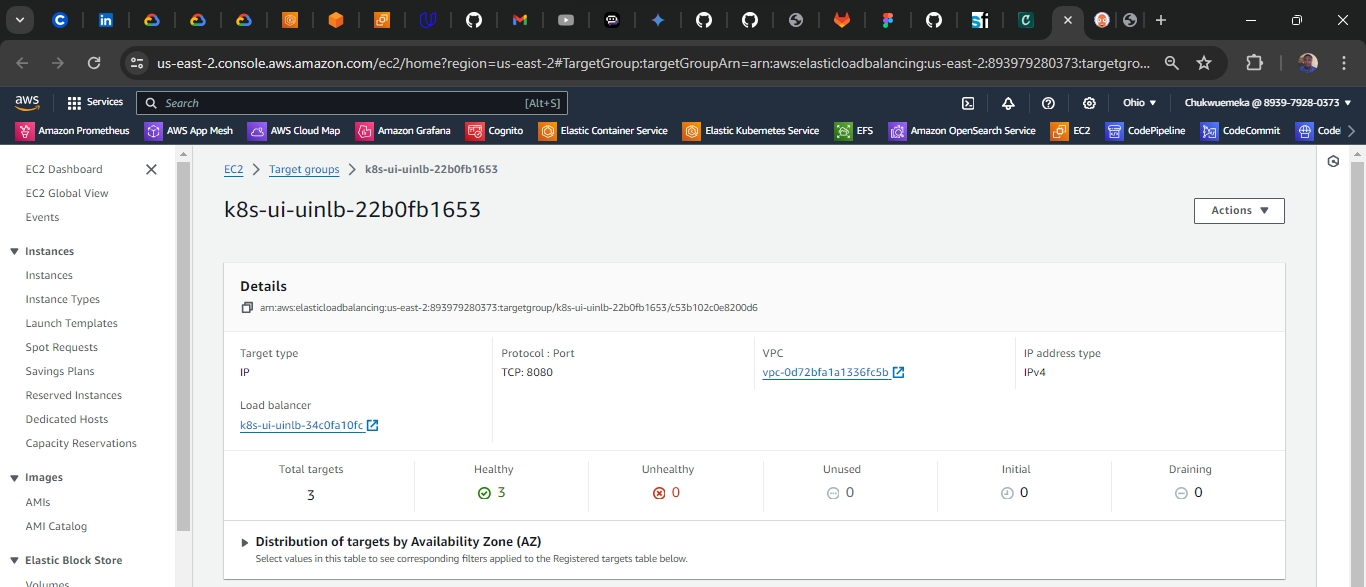 us-east-2.console.aws.amazon.com/ec2/home?region=us-east-2#TargetGroup:targetGroupArn=arn:aws:elasticloadbalancing:us-east-2:893979280373:targetgro...
aws Services Search [Alt+S] Ohio ▼ Chukwuemeka @ 8939-7928-0373 ▼
Amazon Prometheus AWS App Mesh AWS Cloud Map Amazon Grafana Cognito Elastic Container Service Elastic Kubernetes Service EFS Amazon OpenSearch Service EC2 CodePipeline CodeCommit Codel
EC2 Dashboard
EC2 Global View
Events
Instances
Instances
Instance Types
Launch Templates
Spot Requests
Savings Plans
Reserved Instances
Dedicated Hosts
Capacity Reservations
Images
AMIs
AMI Catalog
Elastic Block Store
Volumes
EC2 > Target groups > k8s-ui-uinlb-22b0fb1653
k8s-ui-uinlb-22b0fb1653
Actions ▼
Details
arn:aws:elasticloadbalancing:us-east-2:893979280373:targetgroup/k8s-ui-uinlb-22b0fb1653/c53b102c0e8200d6
Target type
IP
Protocol : Port
TCP: 8080
VPC
vpc-0d72bfa1a1336fc5b
IP address type
IPv4
Load balancer
k8s-ui-uinlb-34c0fa10fc
Total targets
3
Healthy
3
Unhealthy
0
Unused
0
Initial
0
Draining
0
Distribution of targets by Availability Zone (AZ)
Select values in this table to see corresponding filters applied to the Registered targets table below.